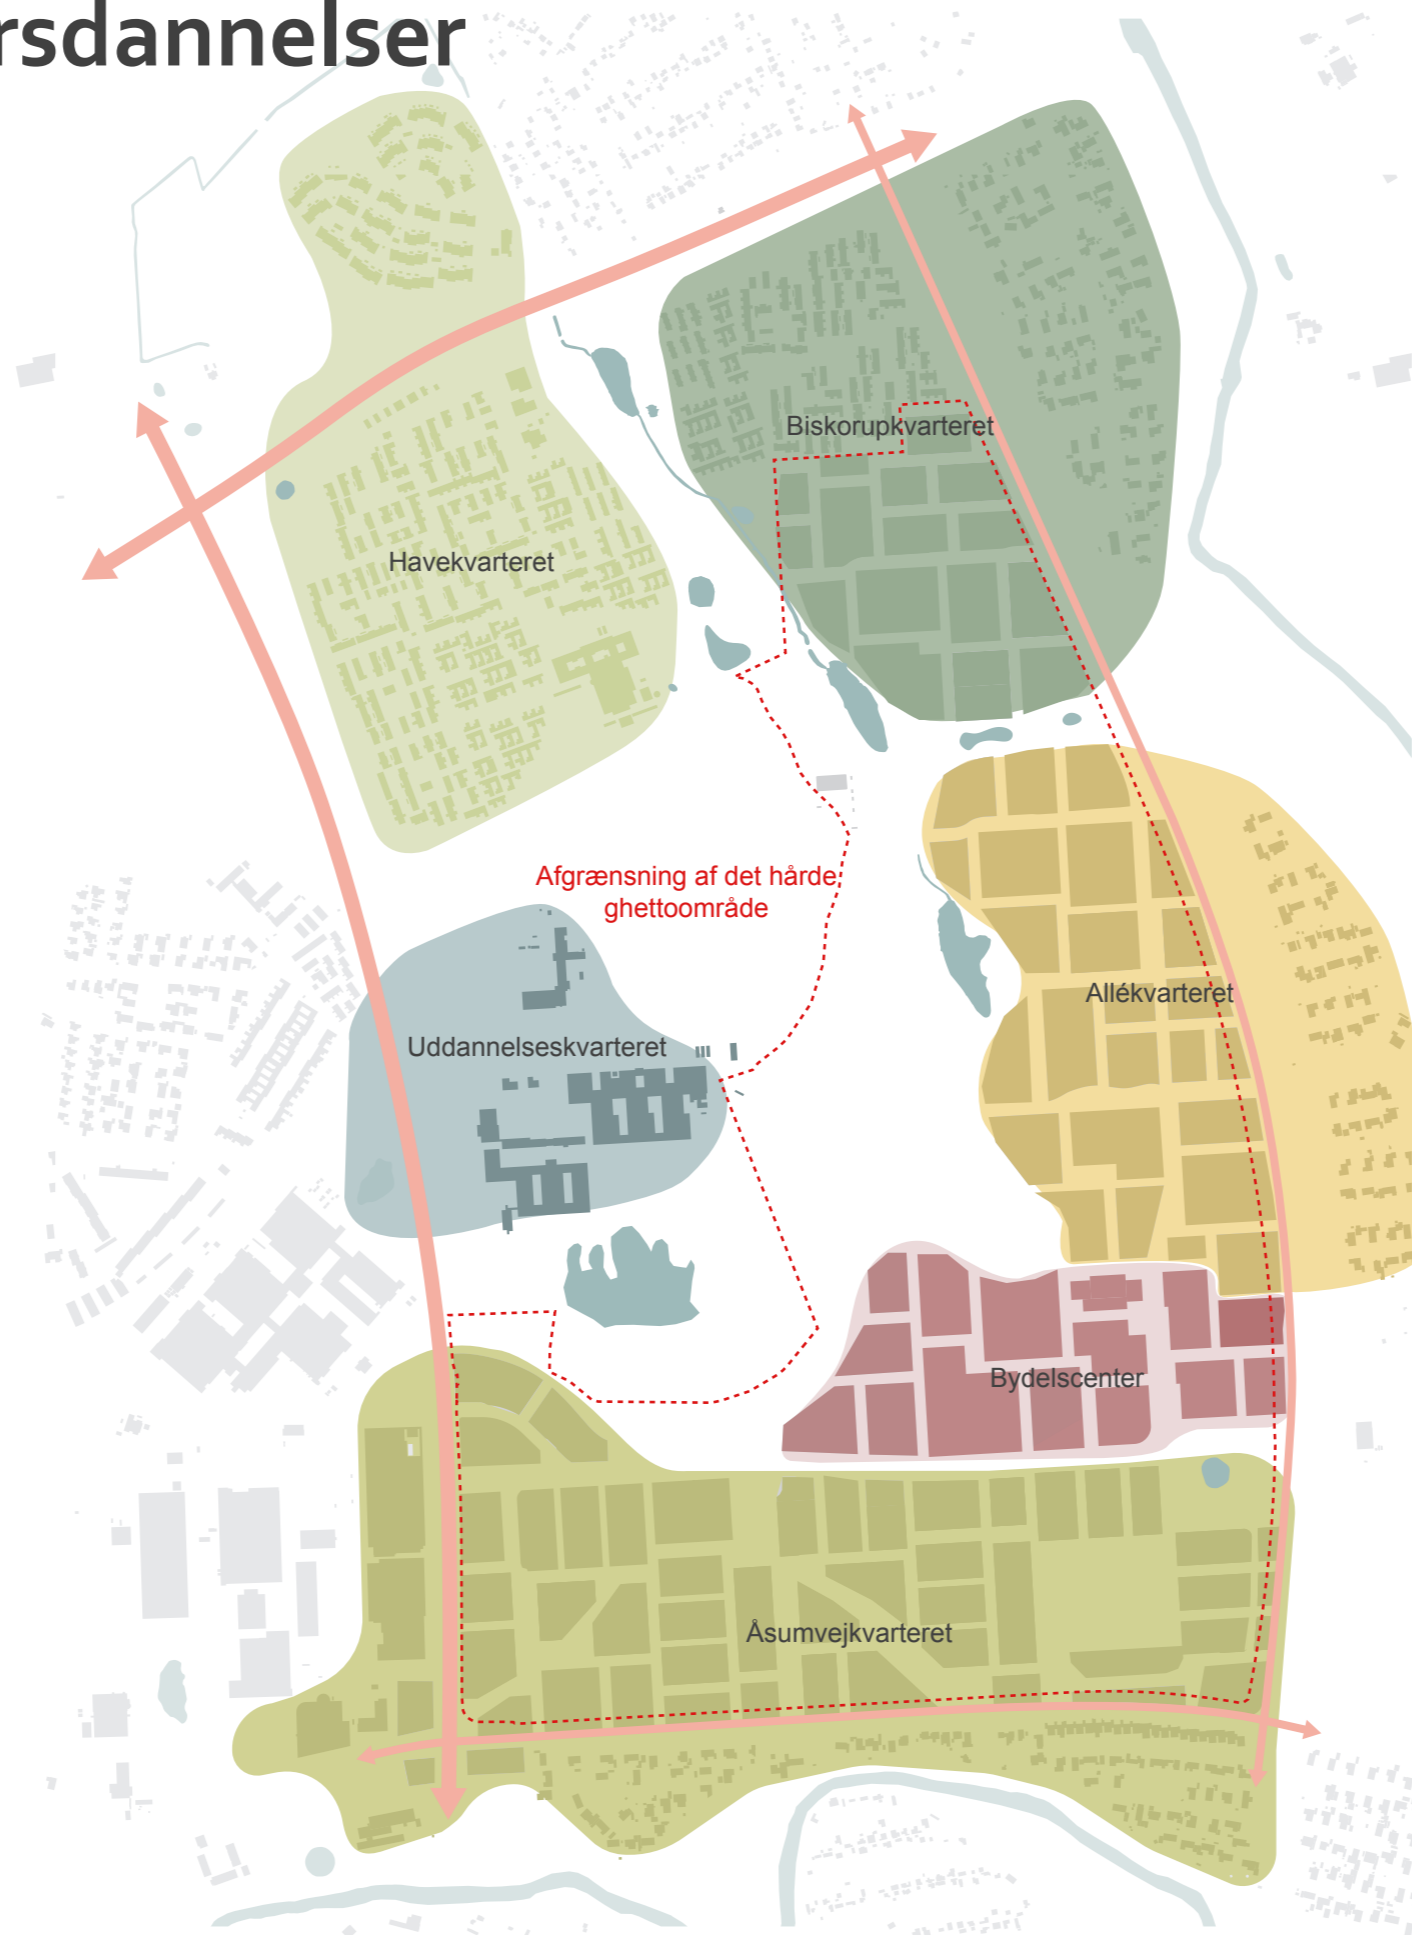 rsdannelser
Biskorupkvarteret
Havekvarteret
Afgrænsning af det hårde
ghettoområde
Allékvarteret
Uddannelseskvarteret
Bydelscenter
Åsumvejkvarteret